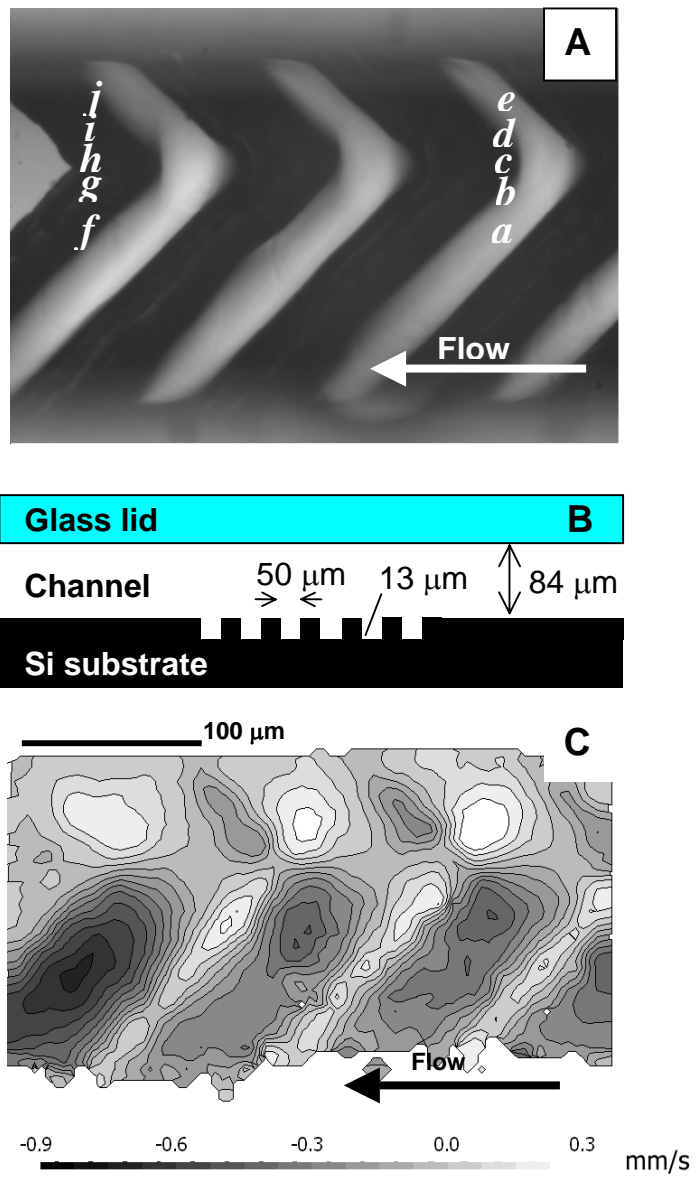 A
j
i
h
g
f
e
d
c
b
a
Flow
Glass lid
B
Channel
50 μm
13 μm
84 μm
Si substrate
100 μm
C
Flow
-0.9
-0.6
-0.3
0.0
0.3
mm/s